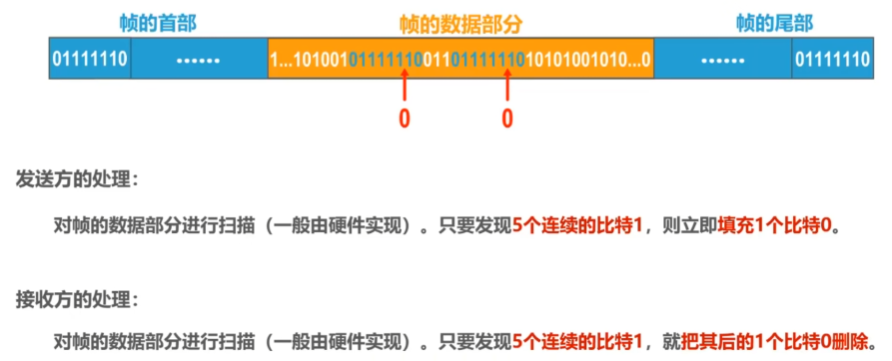 帧的首部 帧的数据部分 帧的尾部
01111110 …… 1...101001011111100110111111010101001010...0 …… 01111110
0 0
发送方的处理：
对帧的数据部分进行扫描（一般由硬件实现）。只要发现5个连续的比特1，则立即填充1个比特0。
接收方的处理：
对帧的数据部分进行扫描（一般由硬件实现）。只要发现5个连续的比特1，就把其后的1个比特0删除。